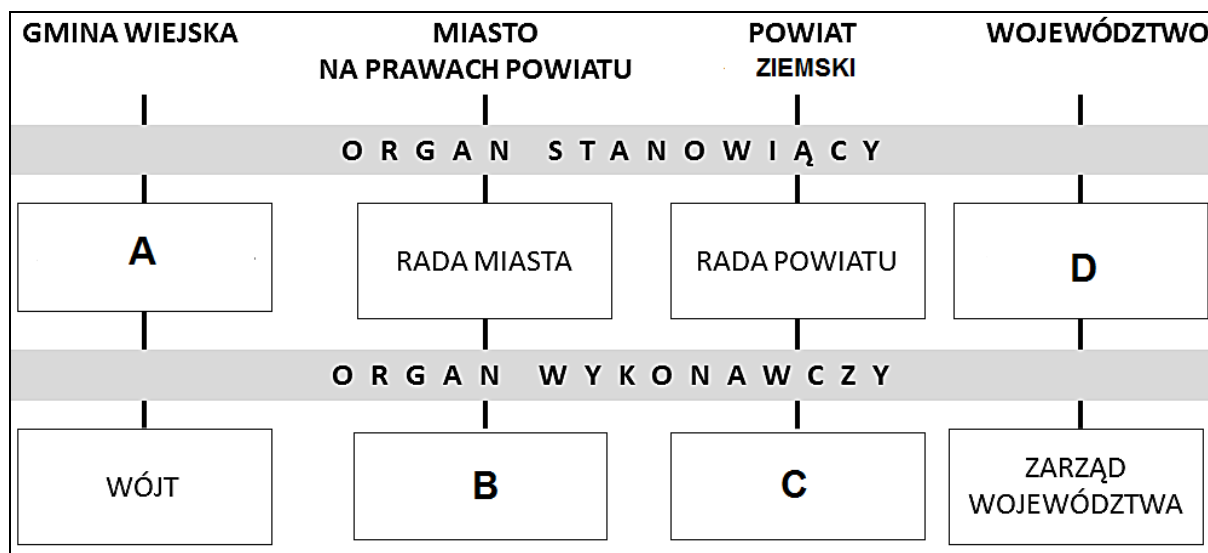 GMINA WIEJSKA
MIASTO
NA PRAWACH POWIATU
POWIAT
ZIEMSKI
WOJEWÓDZTWO
ORGAN STANOWIĄCY
A
RADA MIASTA
RADA POWIATU
D
ORGAN WYKONAWCZY
WÓJT
B
C
ZARZĄD
WOJEWÓDZTWA